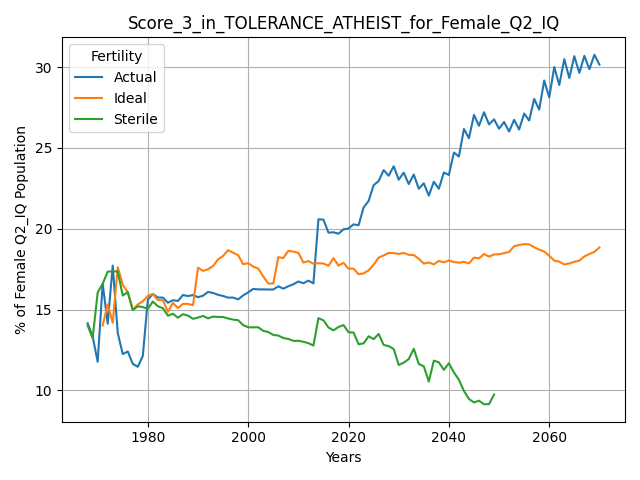 Score_3_in_TOLERANCE_ATHEIST_for_Female_Q2_IQ
Fertility
Actual
Ideal
Sterile
% of Female Q2_IQ Population
30
25
20
15
10
1980
2000
2020
2040
2060
Years